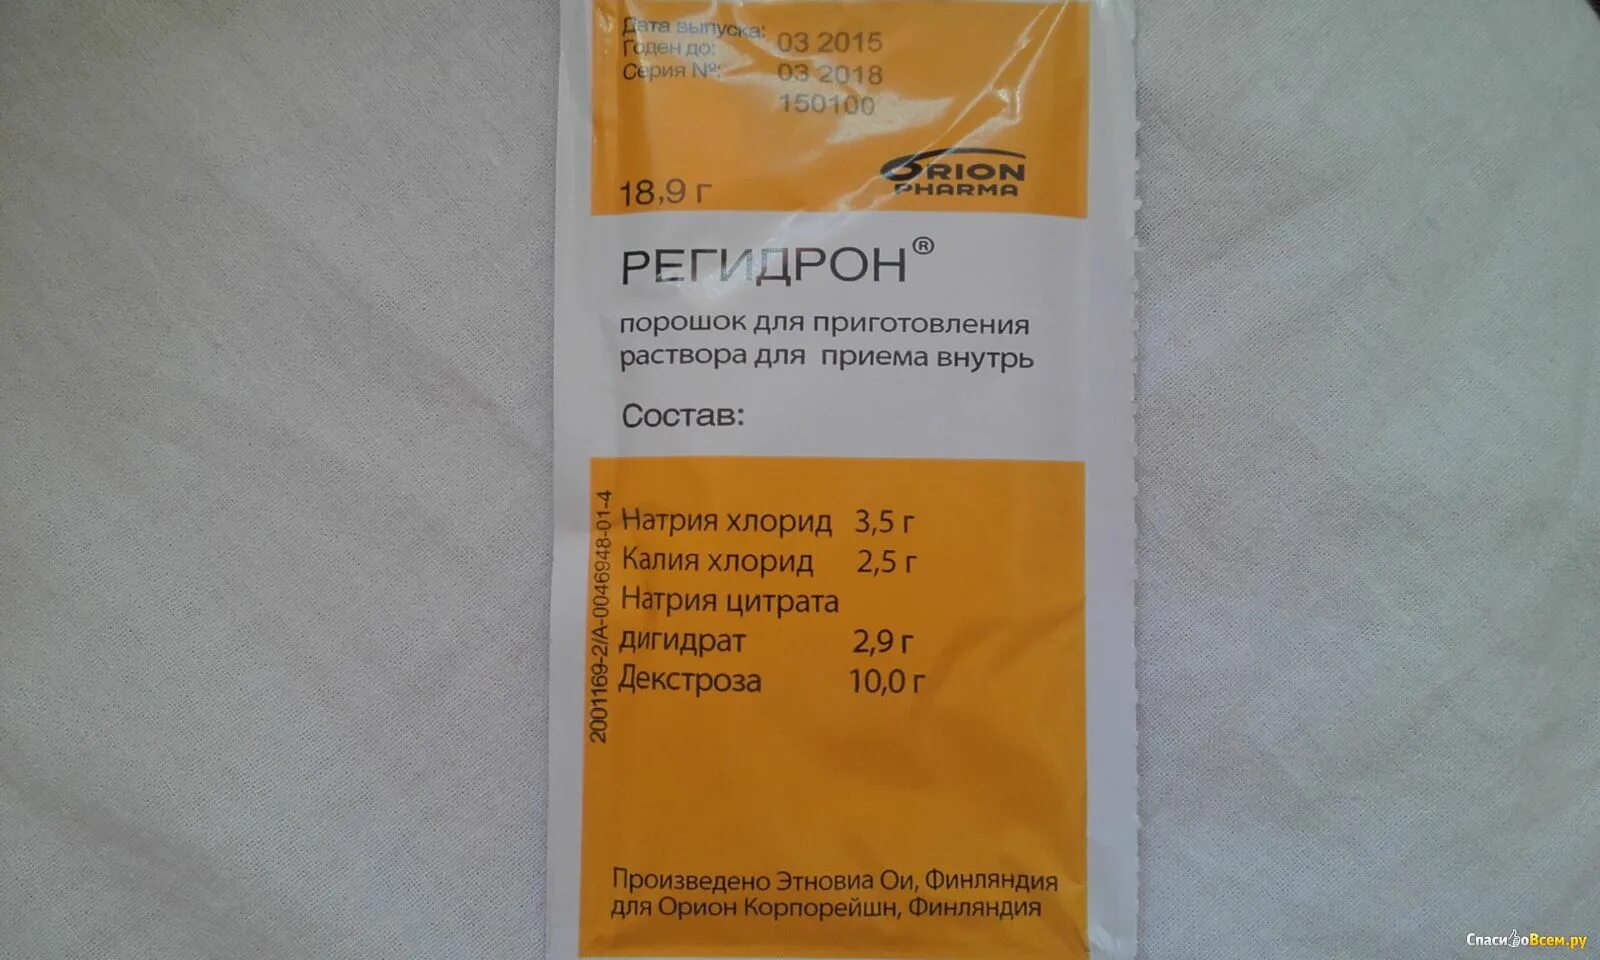 Дата выпуска:
Годен до: 03 2015
Серия №: 03 2018
150100
ORION
PHARMA
18,9 г
РЕГИДРОН®
порошок для приготовления
раствора для приема внутрь
Состав:
Натрия хлорид 3,5 г
Калия хлорид 2,5 г
Натрия цитрата
дигидрат 2,9 г
Декстроза 10,0 г
2001169-2/A-0046948-01-4
Произведено Этновиа Ои, Финляндия
для Орион Корпорейшн, Финляндия
СпасибоВсем.ру